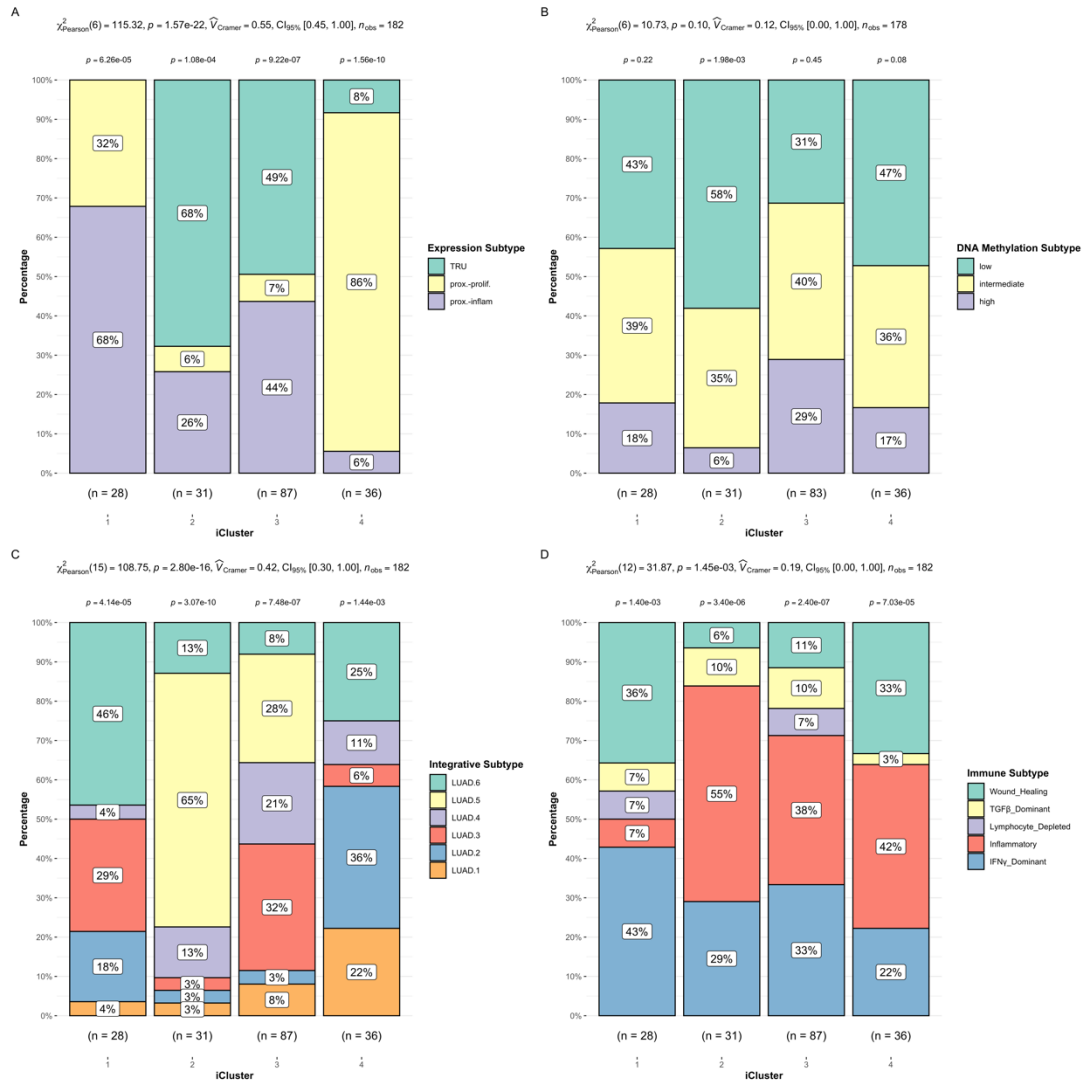 A
χ²Pearson(6) = 115.32, p = 1.57e-22, V̂Cramer = 0.55, CI95% [0.45, 1.00], nobs = 182
p = 6.26e-05 p = 1.08e-04 p = 9.22e-07 p = 1.56e-10
100%
90%
80%
70%
60%
50%
40%
30%
20%
10%
0%
Percentage
32%
68%
68%
6%
26%
49%
7%
44%
8%
86%
6%
(n = 28) (n = 31) (n = 87) (n = 36)
1 2 3 4
iCluster
Expression Subtype
TRU
prox.-prolif.
prox.-inflam
B
χ²Pearson(6) = 10.73, p = 0.10, V̂Cramer = 0.12, CI95% [0.00, 1.00], nobs = 178
p = 0.22 p = 1.98e-03 p = 0.45 p = 0.08
100%
90%
80%
70%
60%
50%
40%
30%
20%
10%
0%
Percentage
43%
39%
18%
58%
35%
6%
31%
40%
29%
47%
36%
17%
(n = 28) (n = 31) (n = 83) (n = 36)
1 2 3 4
iCluster
DNA Methylation Subtype
low
intermediate
high
C
χ²Pearson(15) = 108.75, p = 2.80e-16, V̂Cramer = 0.42, CI95% [0.30, 1.00], nobs = 182
p = 4.14e-05 p = 3.07e-10 p = 7.48e-07 p = 1.44e-03
100%
90%
80%
70%
60%
50%
40%
30%
20%
10%
0%
Percentage
46%
4%
29%
18%
4%
13%
65%
13%
3%
3%
3%
8%
28%
21%
32%
3%
8%
25%
11%
6%
36%
22%
(n = 28) (n = 31) (n = 87) (n = 36)
1 2 3 4
iCluster
Integrative Subtype
LUAD.6
LUAD.5
LUAD.4
LUAD.3
LUAD.2
LUAD.1
D
χ²Pearson(12) = 31.87, p = 1.45e-03, V̂Cramer = 0.19, CI95% [0.00, 1.00], nobs = 182
p = 1.40e-03 p = 3.40e-06 p = 2.40e-07 p = 7.03e-05
100%
90%
80%
70%
60%
50%
40%
30%
20%
10%
0%
Percentage
36%
7%
7%
7%
43%
6%
10%
55%
29%
11%
10%
7%
38%
33%
33%
3%
42%
22%
(n = 28) (n = 31) (n = 87) (n = 36)
1 2 3 4
iCluster
Immune Subtype
Wound_Healing
TGFβ_Dominant
Lymphocyte_Depleted
Inflammatory
IFNγ_Dominant